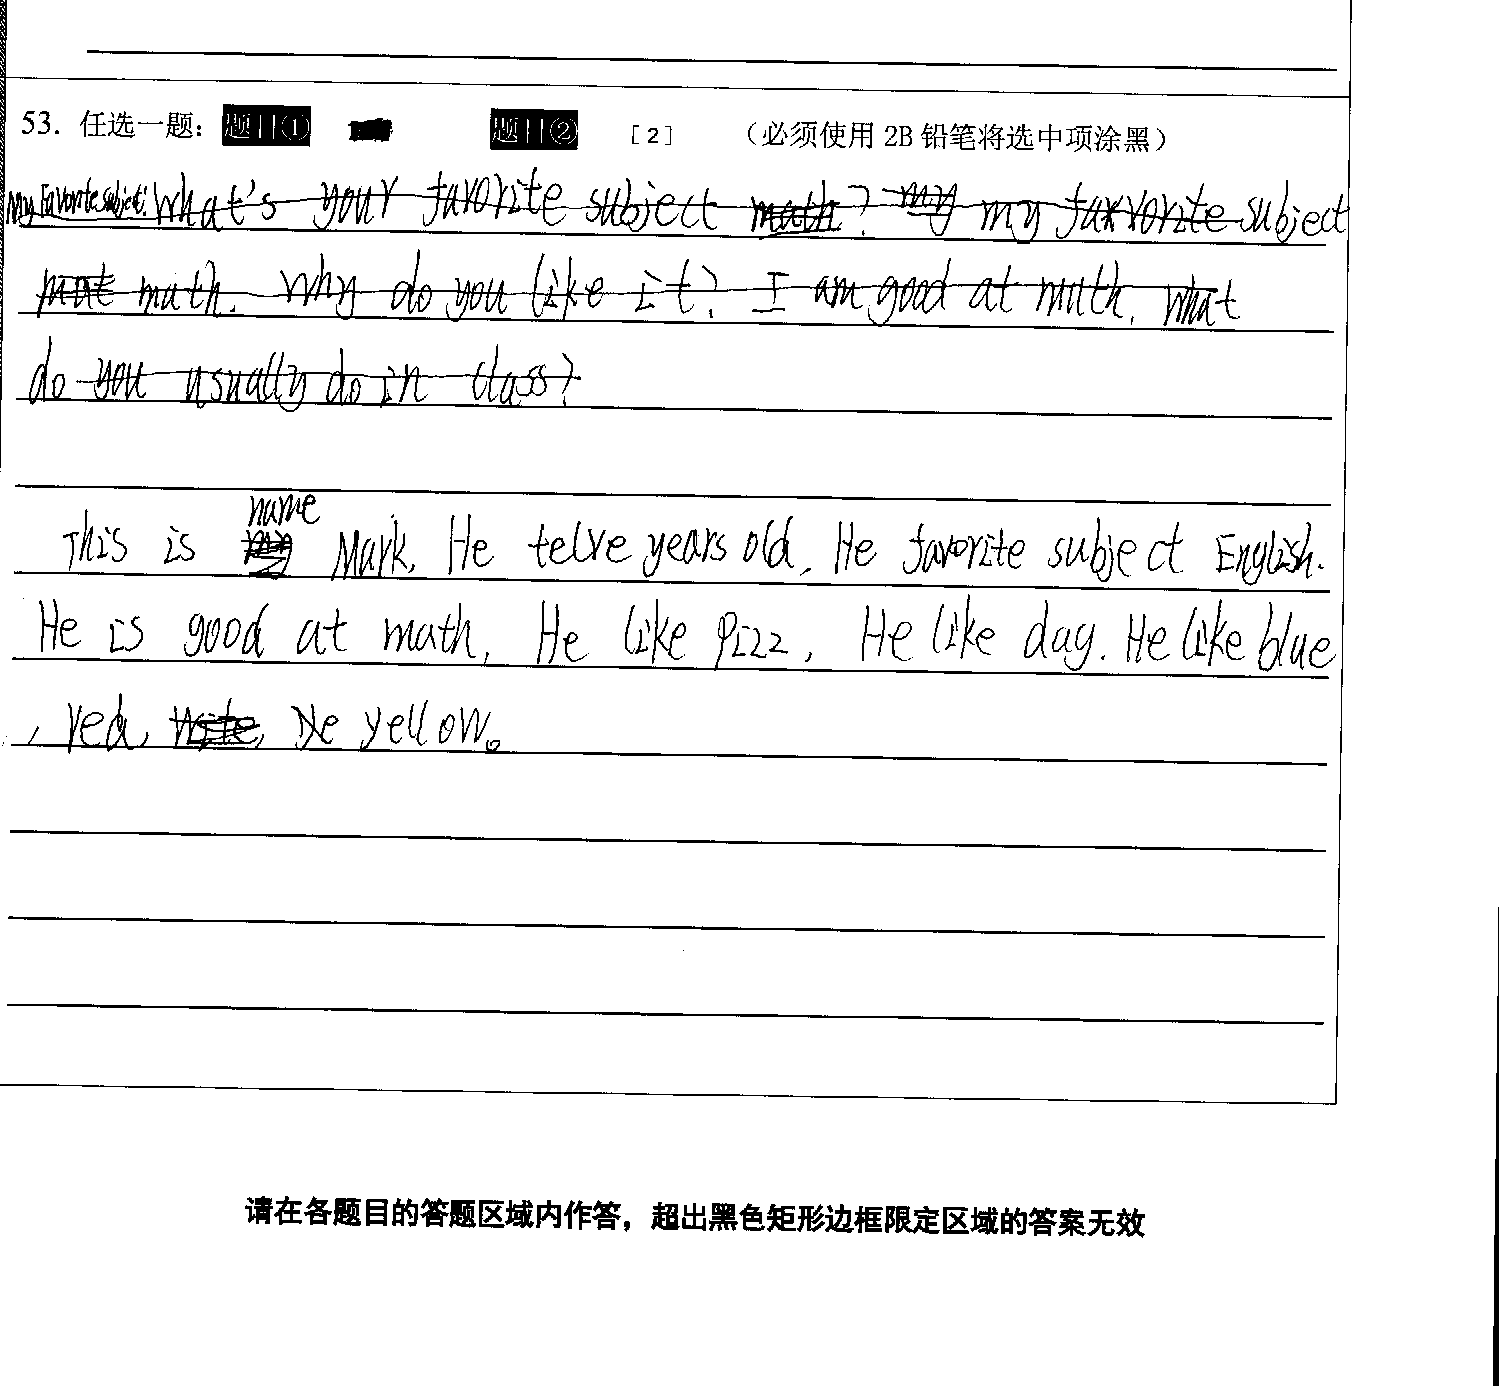 53. 任选一题： 题目① 题目② [2] （必须使用 2B 铅笔将选中项涂黑）
My Favorite subject: What's your favorite subject math? my my favvorite subject
mat math. Why do you like it? I am good at math. What
do you usually do in class?
name
This is my Mark. He telve years old. He favorite subject English.
He is good at math. He like pizz. He like day. He like blue
, red, write, yellow。
请在各题目的答题区域内作答，超出黑色矩形边框限定区域的答案无效